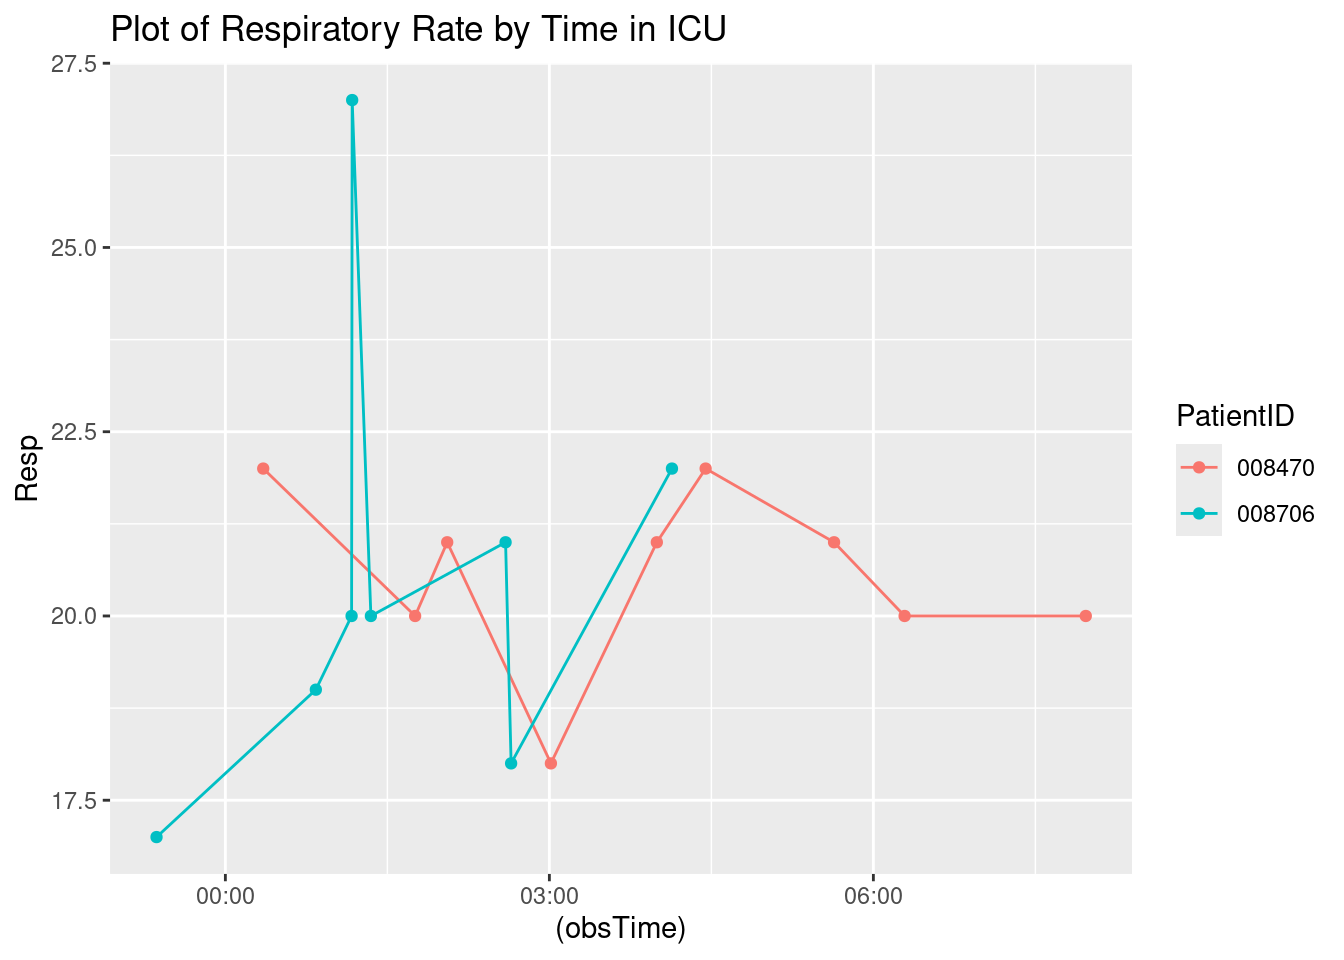 Plot of Respiratory Rate by Time in ICU
27.5
25.0
22.5
20.0
17.5
Resp
00:00 03:00 06:00
(obsTime)
PatientID
008470
008706